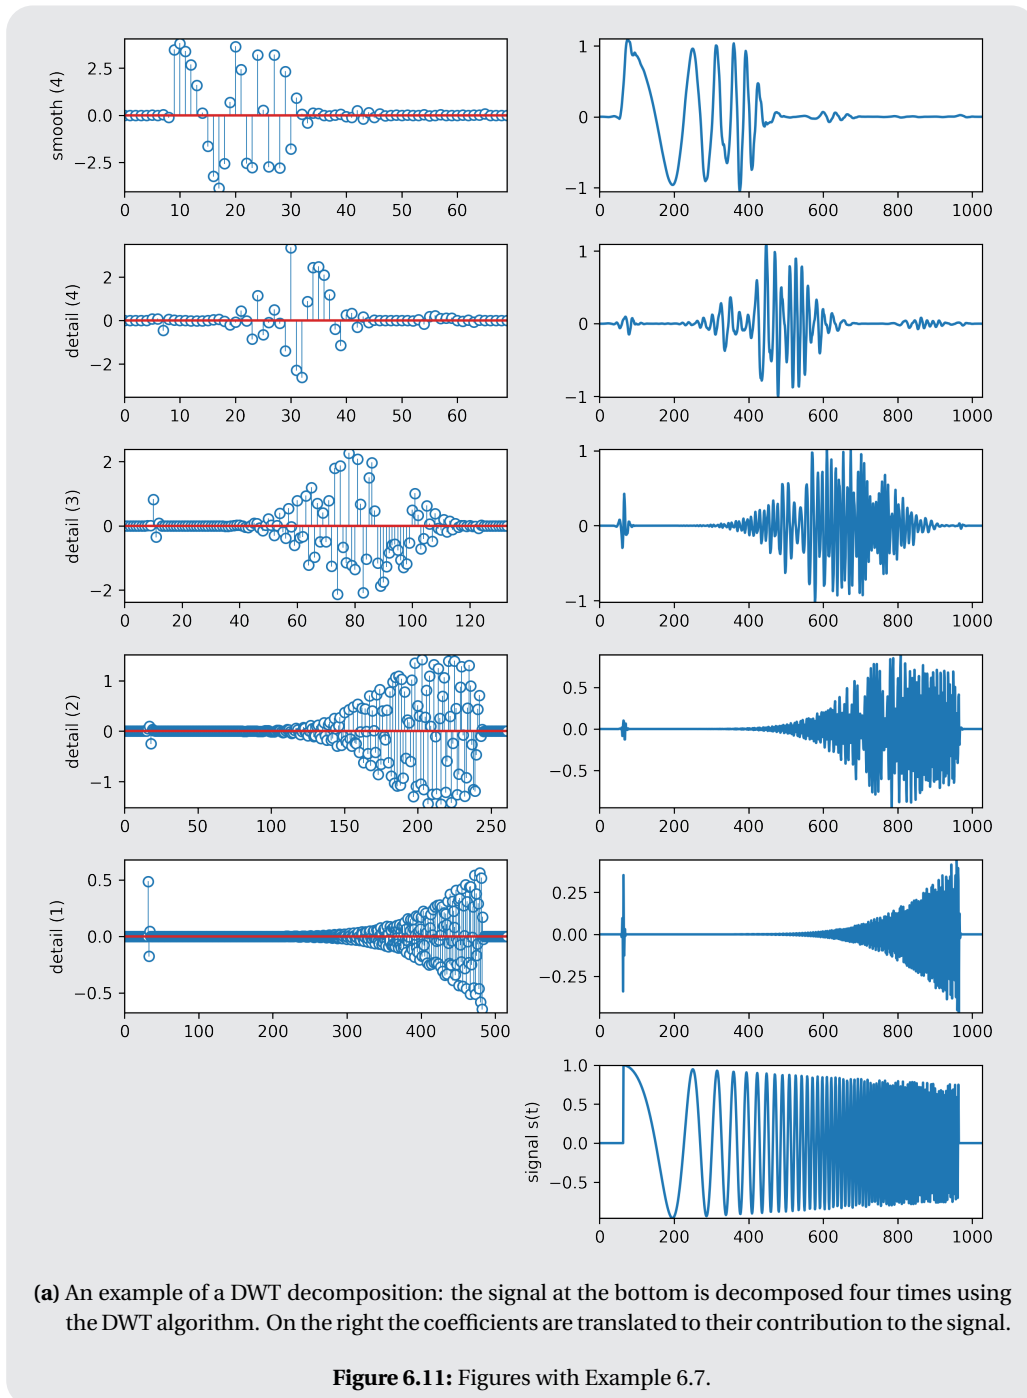 smooth (4)
2.5
0.0
−2.5
0 10 20 30 40 50 60
1
0
−1
0 200 400 600 800 1000
detail (4)
2
0
−2
0 10 20 30 40 50 60
1
0
−1
0 200 400 600 800 1000
detail (3)
2
0
−2
0 20 40 60 80 100 120
1
0
−1
0 200 400 600 800 1000
detail (2)
1
0
−1
0 50 100 150 200 250
0.5
0.0
−0.5
0 200 400 600 800 1000
detail (1)
0.5
0.0
−0.5
0 100 200 300 400 500
0.25
0.00
−0.25
0 200 400 600 800 1000
signal s(t)
1.0
0.5
0.0
−0.5
0 200 400 600 800 1000
(a) An example of a DWT decomposition: the signal at the bottom is decomposed four times using
the DWT algorithm. On the right the coefficients are translated to their contribution to the signal.
Figure 6.11: Figures with Example 6.7.